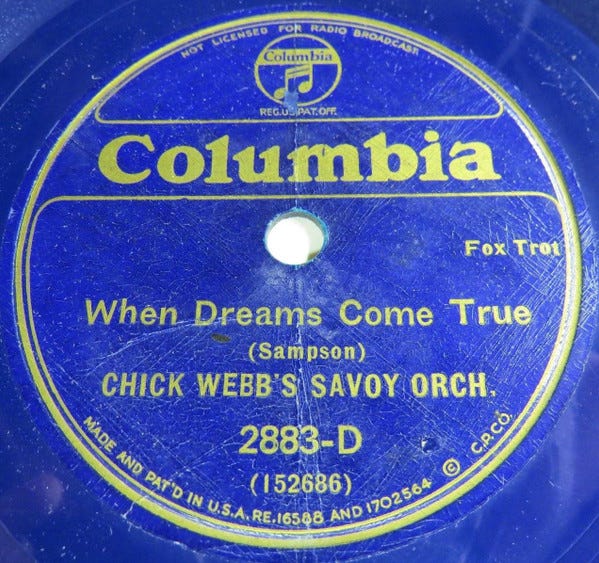 NOT LICENSED FOR RADIO BROADCAST
Columbia
REG.U.S.PAT.OFF.
Columbia
Fox Trot
When Dreams Come True
(Sampson)
CHICK WEBB'S SAVOY ORCH.
2883-D
(152686)
MADE AND PAT'D IN U.S.A. RE.16588 AND 1702564 © C.P.CO.